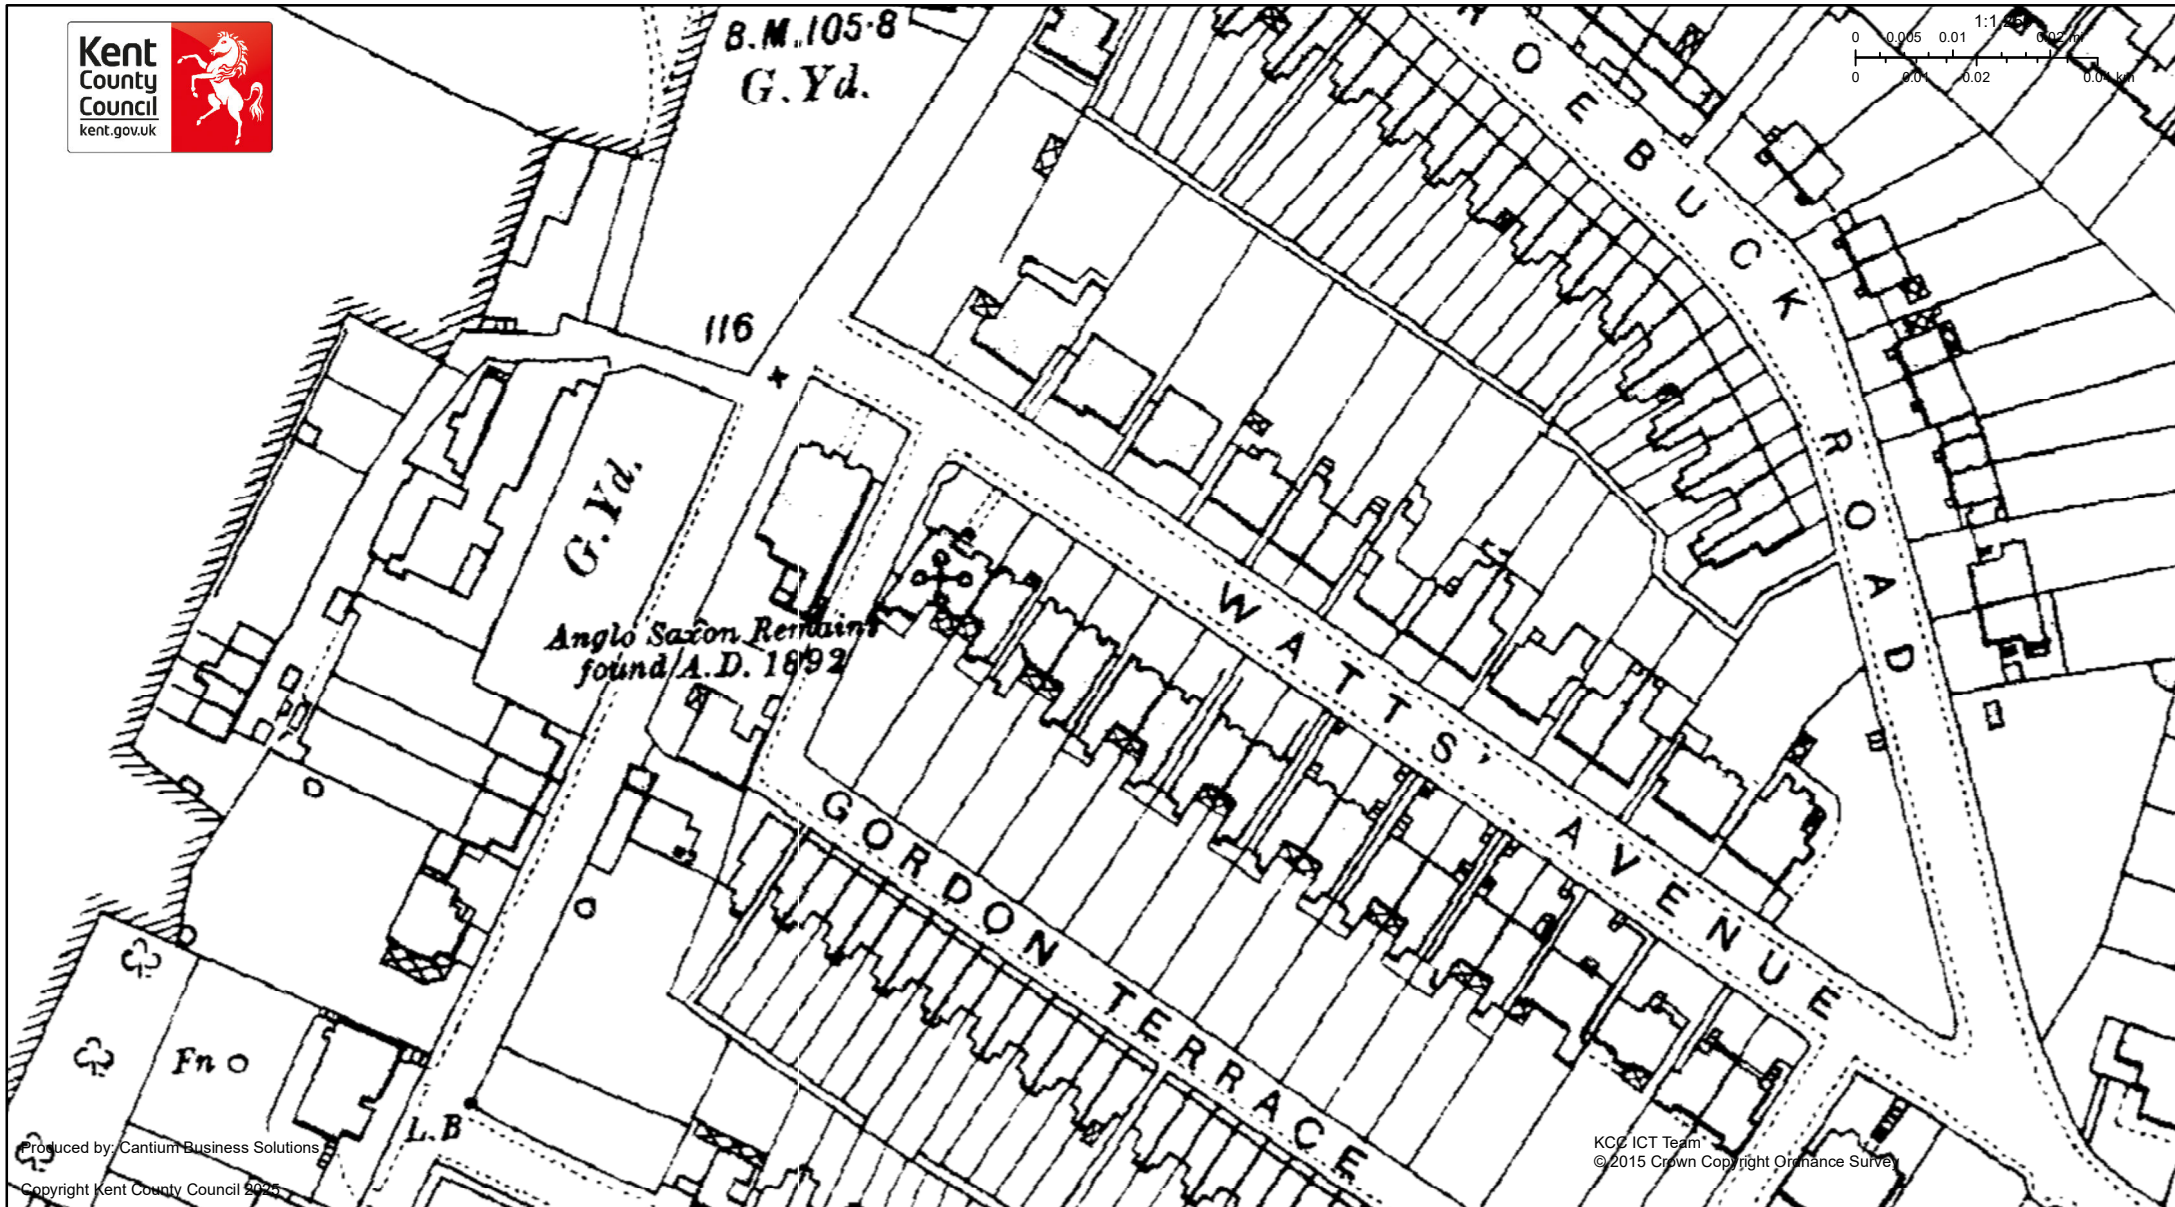 Kent
County
Council
kent.gov.uk
B.M.105·8
G.Yd.
0 0.005 0.01 0.02 mi
0 0.01 0.02 0.04 km
ROEBUCK ROAD
116
G.Yd.
Anglo Saxon Remains
found A.D. 1892
WATTS' AVENUE
GORDON TERRACE
Fn
L.B
Produced by: Cantium Business Solutions
Copyright Kent County Council 2025
KCC ICT Team
© 2015 Crown Copyright Ordnance Survey